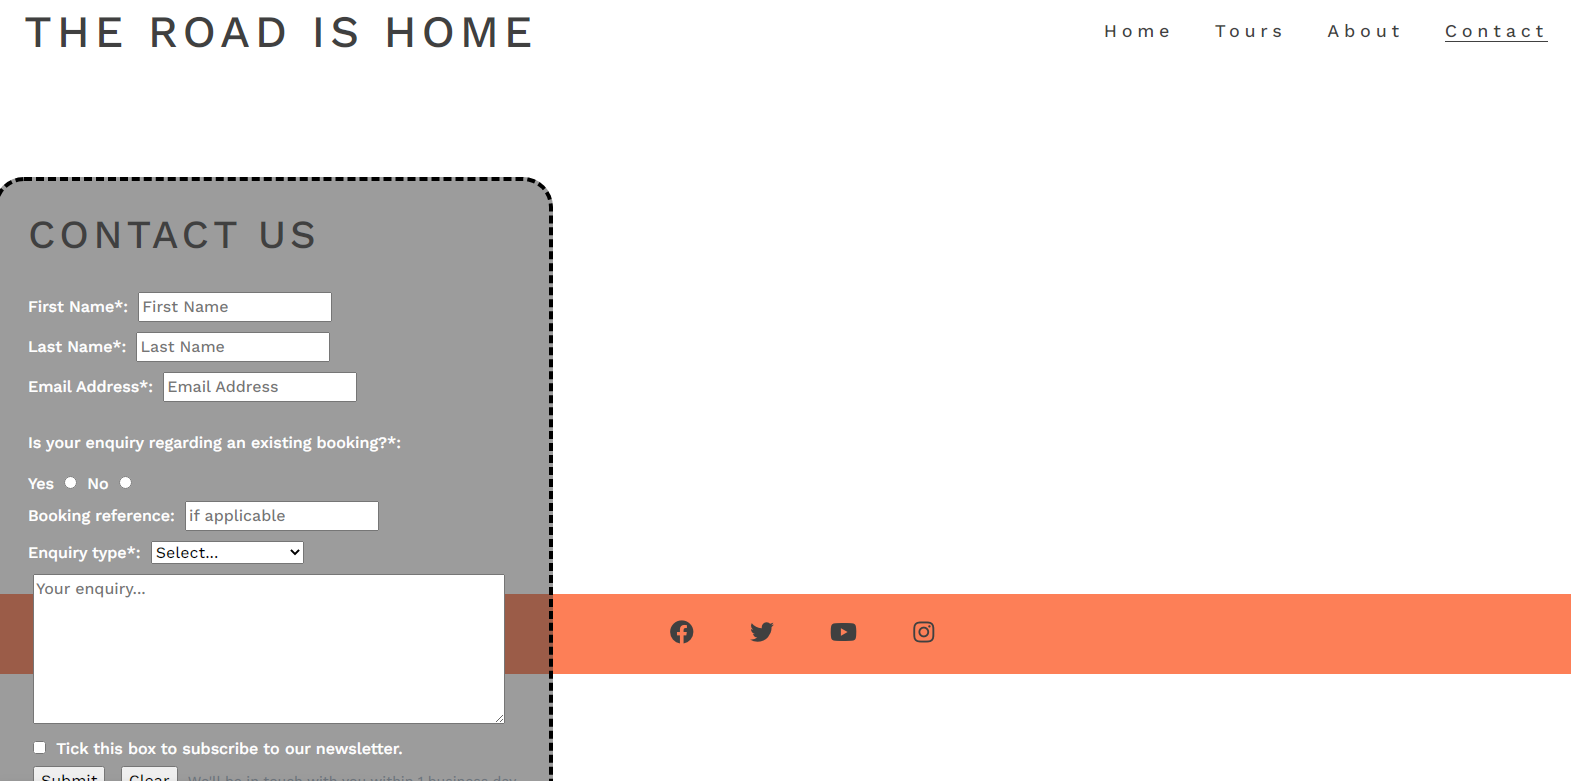 THE ROAD IS HOME
Home Tours About Contact
CONTACT US
First Name*: First Name
Last Name*: Last Name
Email Address*: Email Address
Is your enquiry regarding an existing booking?*:
Yes No
Booking reference: if applicable
Enquiry type*: Select...
Your enquiry...
Tick this box to subscribe to our newsletter.
Submit Clear We'll be in touch with you within 1 business day.